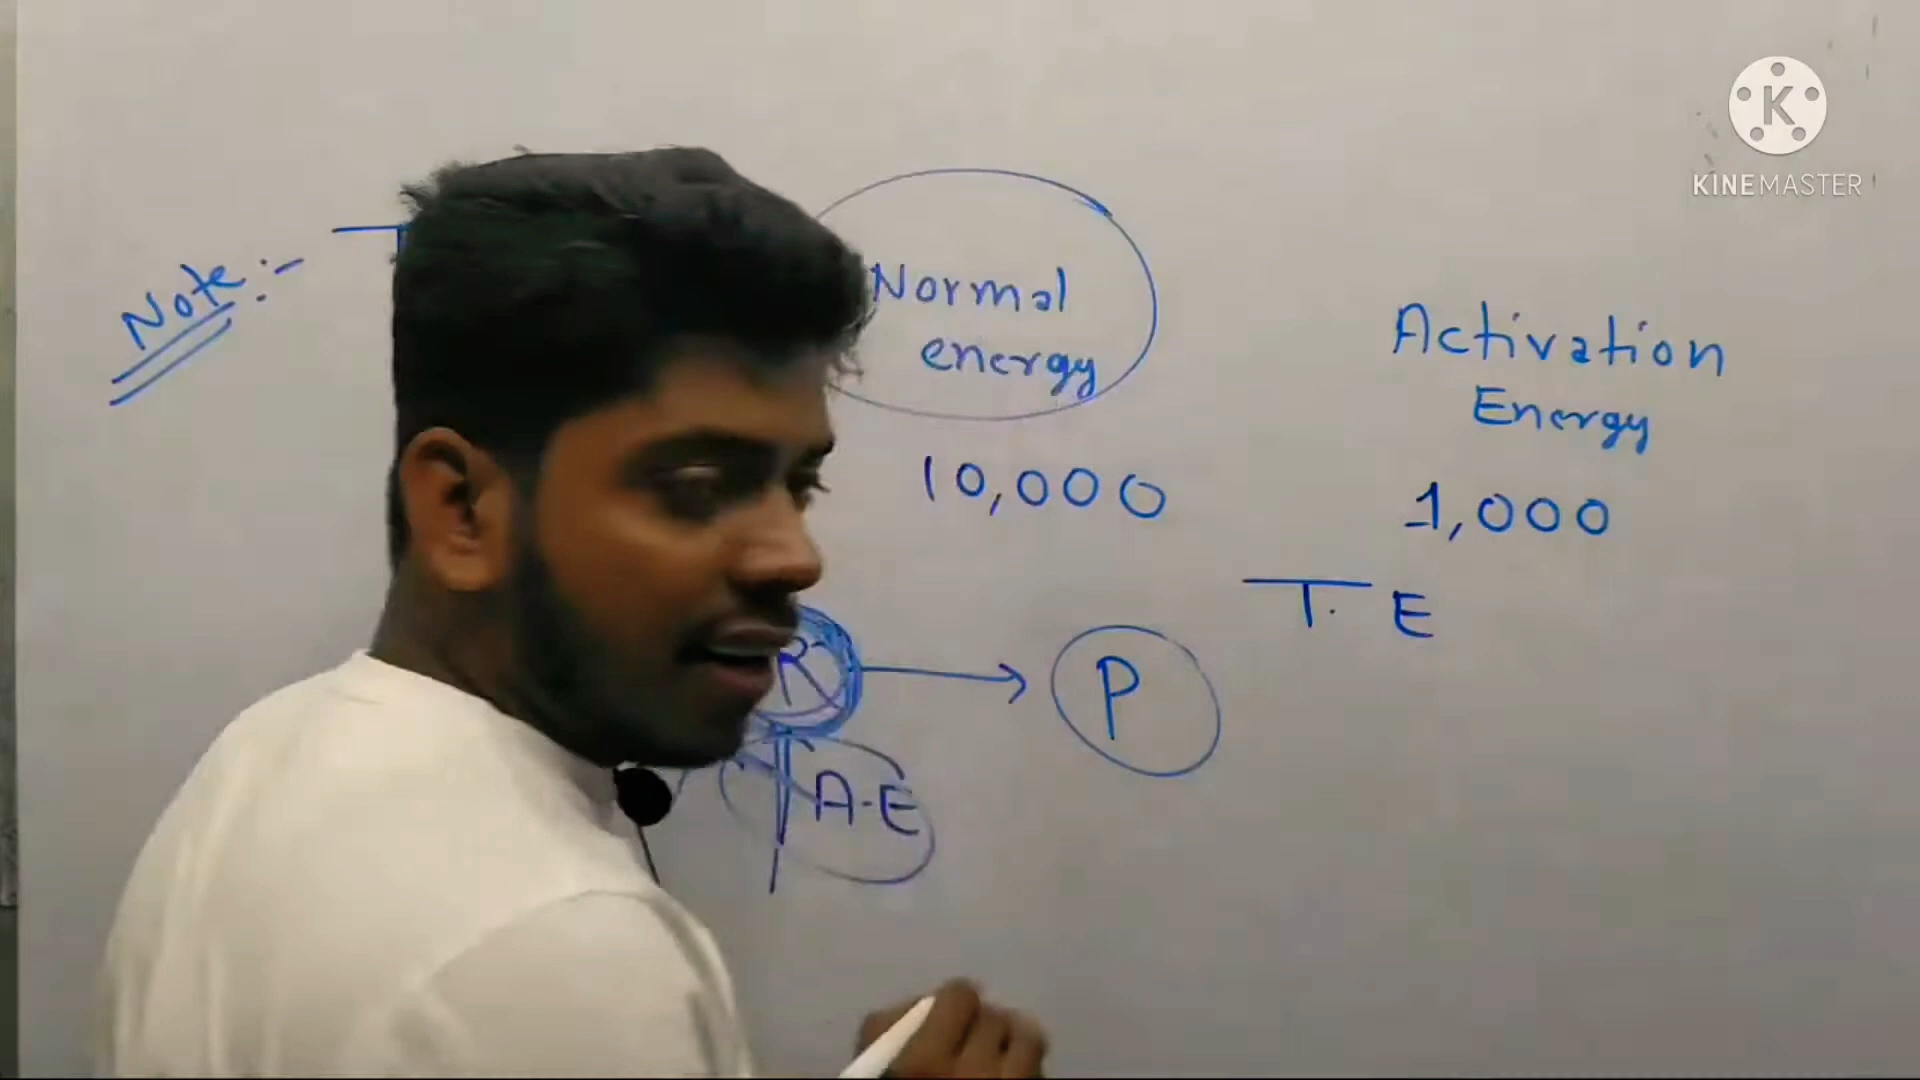 K
KINEMASTER
Note:-
Normal
energy
Activation
Energy
10,000
1,000
T. E
R
P
A-E